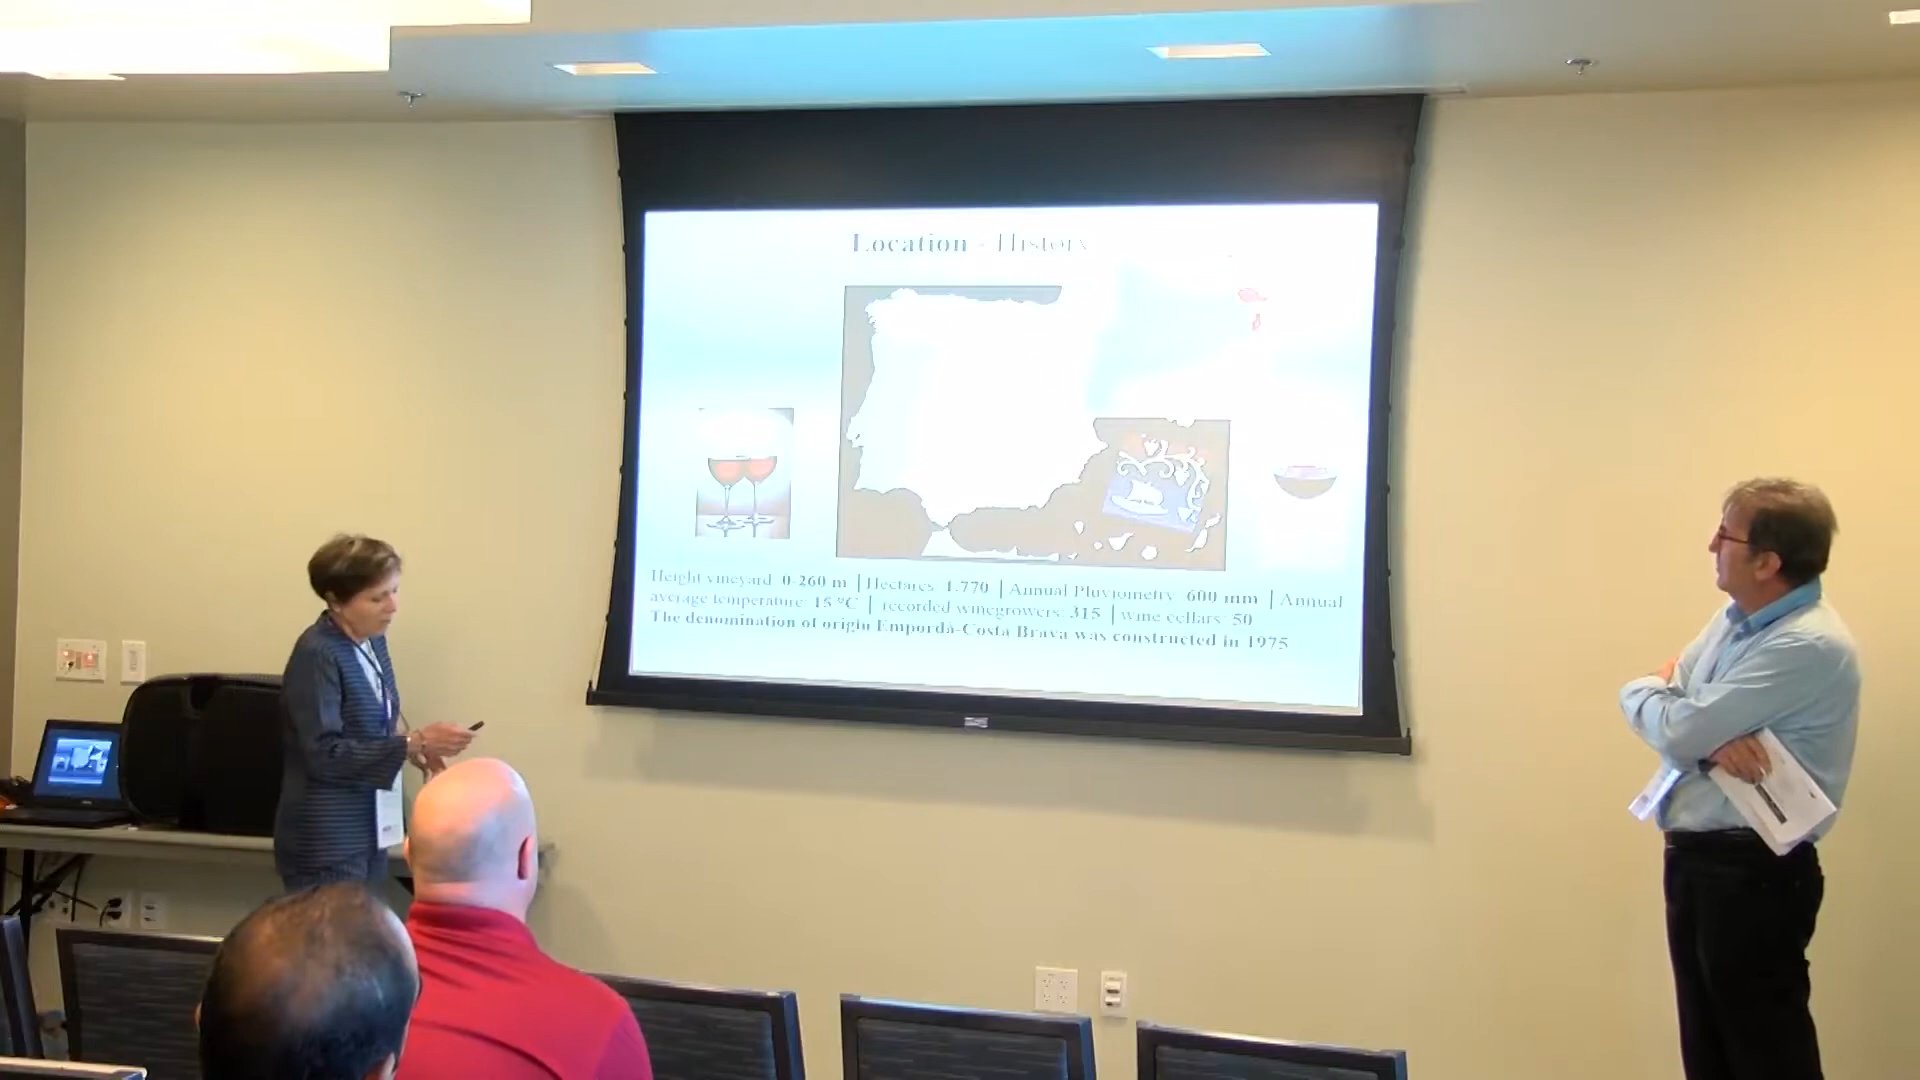 Location - History
Height vineyard: 0-260 m | Hectares: 1.770 | Annual Pluviometry: 600 mm | Annual
average temperature: 15 ºC | recorded winegrowers: 315 | wine cellars: 50
The denomination of origin Empordà-Costa Brava was constructed in 1975